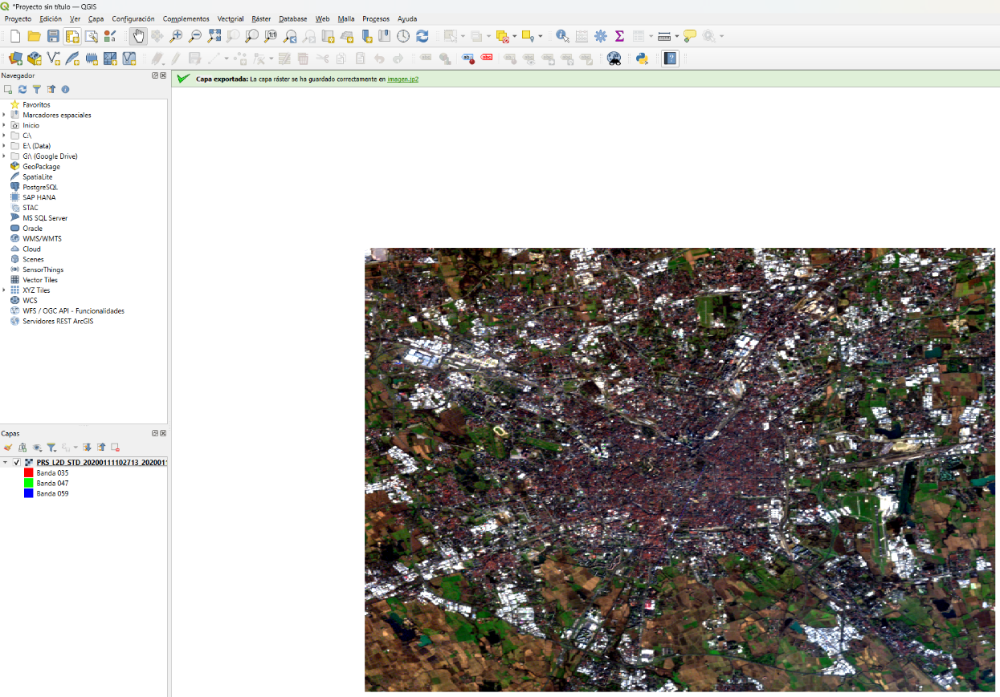 *Proyecto sin título — QGIS
Proyecto Edición Ver Capa Configuración Complementos Vectorial Ráster Database Web Malla Procesos Ayuda
Navegador
Capa exportada: La capa ráster se ha guardado correctamente en imagen.jp2
Favoritos
Marcadores espaciales
Inicio
C:\
E:\ (Data)
G:\ (Google Drive)
GeoPackage
SpatiaLite
PostgreSQL
SAP HANA
STAC
MS SQL Server
Oracle
WMS/WMTS
Cloud
Scenes
SensorThings
Vector Tiles
XYZ Tiles
WCS
WFS / OGC API - Funcionalidades
Servidores REST ArcGIS
Capas
PRS_L2D_STD_20200111102713_2020011
Banda 035
Banda 047
Banda 059